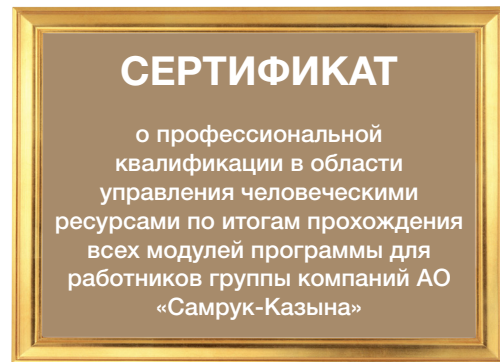 СЕРТИФИКАТ
о профессиональной
квалификации в области
управления человеческими
ресурсами по итогам прохождения
всех модулей программы для
работников группы компаний АО
«Самрук-Казына»